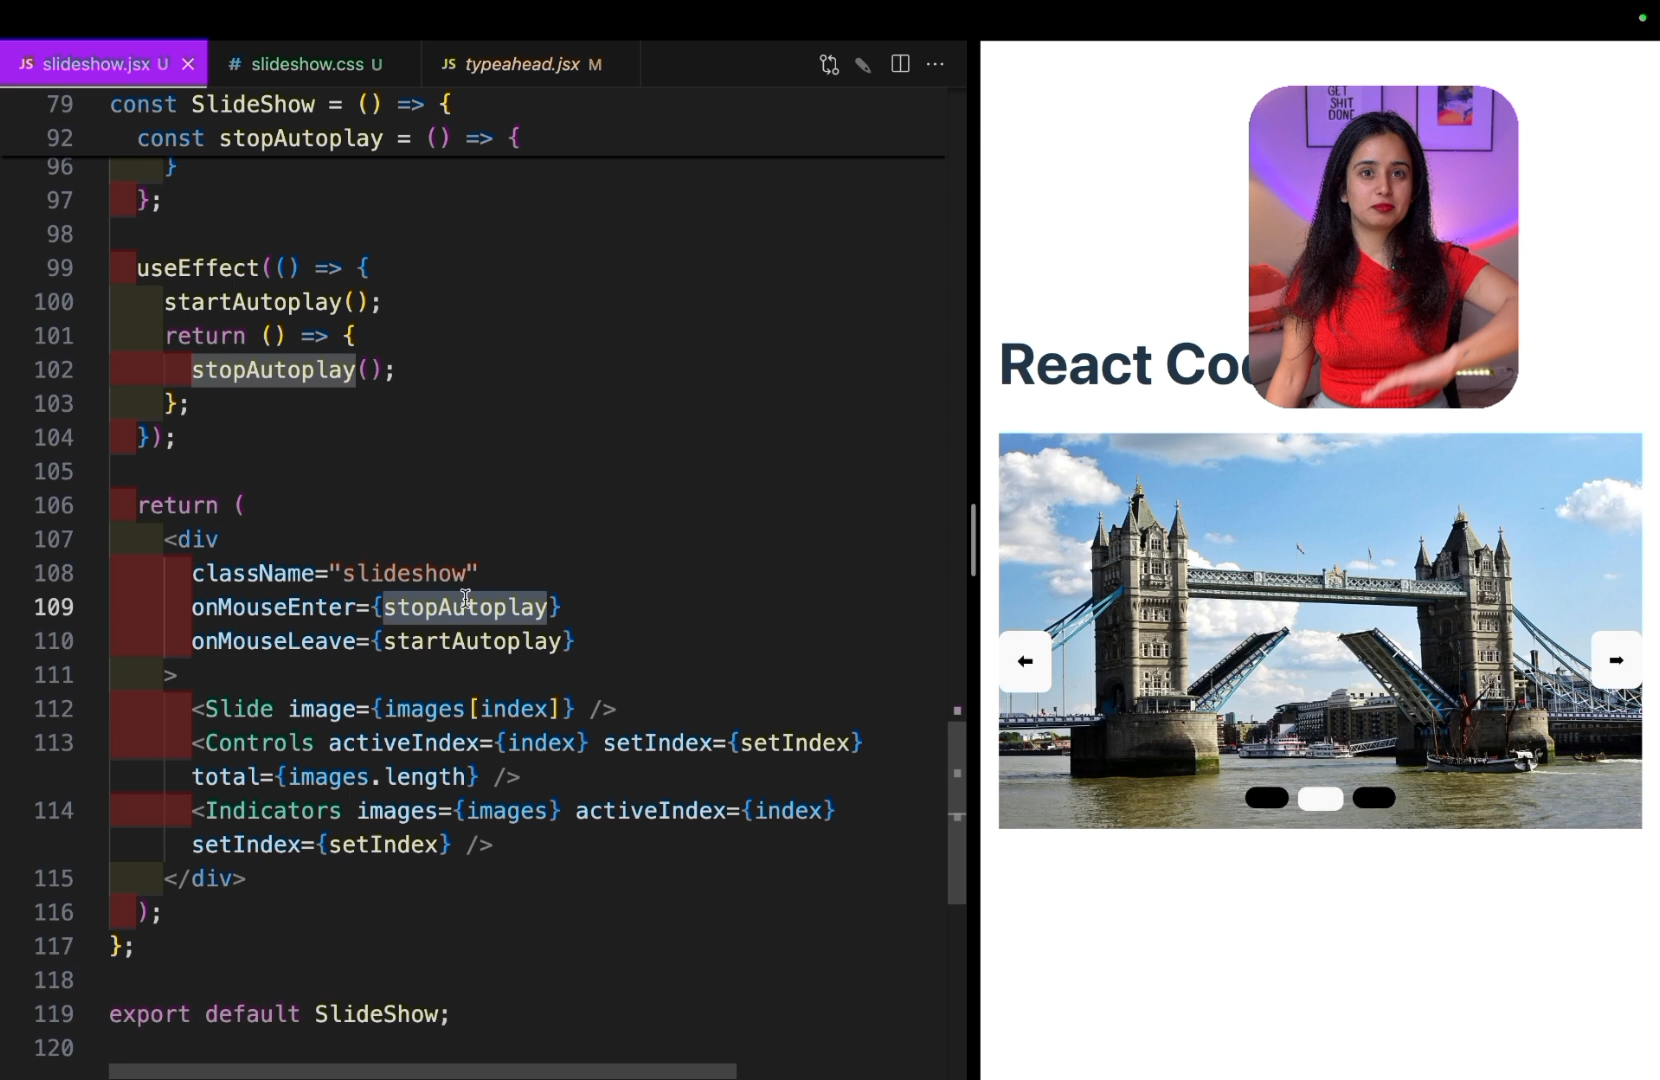 JS slideshow.jsx U ×
# slideshow.css U
JS typeahead.jsx M
79 const SlideShow = () => {
92 const stopAutoplay = () => {
96 }
97 };
98
99 useEffect(() => {
100 startAutoplay();
101 return () => {
102 stopAutoplay();
103 };
104 });
105
106 return (
107 <div
108 className="slideshow"
109 onMouseEnter={stopAutoplay}
110 onMouseLeave={startAutoplay}
111 >
112 <Slide image={images[index]} />
113 <Controls activeIndex={index} setIndex={setIndex}
total={images.length} />
114 <Indicators images={images} activeIndex={index}
setIndex={setIndex} />
115 </div>
116 );
117 };
118
119 export default SlideShow;
120
GET
SHIT
DONE
React Co